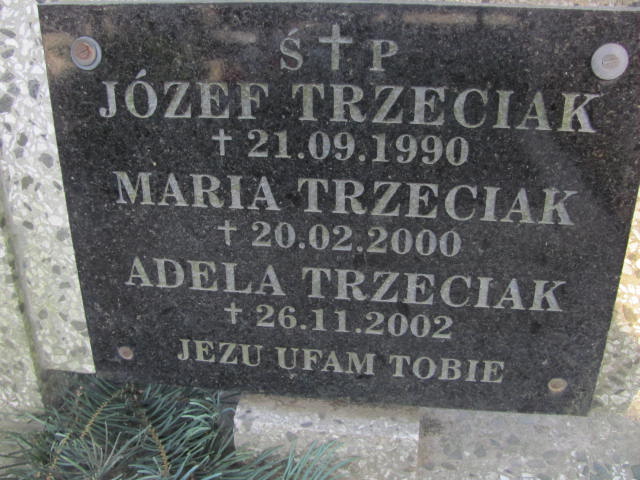 Ś✝P
JÓZEF TRZECIAK
✝ 21.09.1990
MARIA TRZECIAK
✝ 20.02.2000
ADELA TRZECIAK
✝ 26.11.2002
JEZU UFAM TOBIE